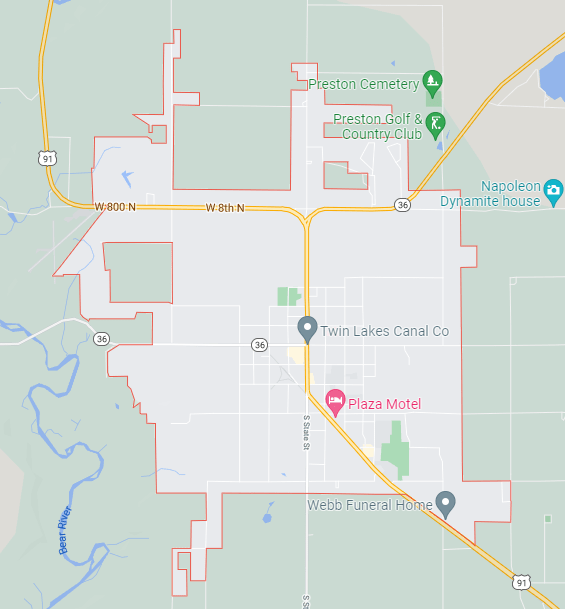 Preston Cemetery
Preston Golf &
Country Club
91
Napoleon
Dynamite house
W 800 N
W 8th N
36
Twin Lakes Canal Co
36
36
Plaza Motel
S State St
Webb Funeral Home
Bear River
91
S St